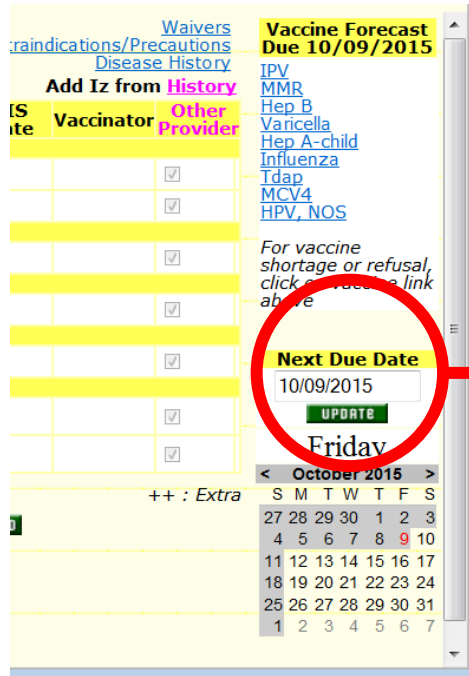 Waivers
traindications/Precautions
Disease History
Add Iz from History
IS
te
Vaccinator
Other
Provider
++ : Extra
Vaccine Forecast
Due 10/09/2015
IPV
MMR
Hep B
Varicella
Hep A-child
Influenza
Tdap
MCV4
HPV, NOS
For vaccine
shortage or refusal,
click on vaccine link
above
Next Due Date
10/09/2015
UPDATE
Friday
< October 2015 >
S M T W T F S
27 28 29 30 1 2 3
4 5 6 7 8 9 10
11 12 13 14 15 16 17
18 19 20 21 22 23 24
25 26 27 28 29 30 31
1 2 3 4 5 6 7